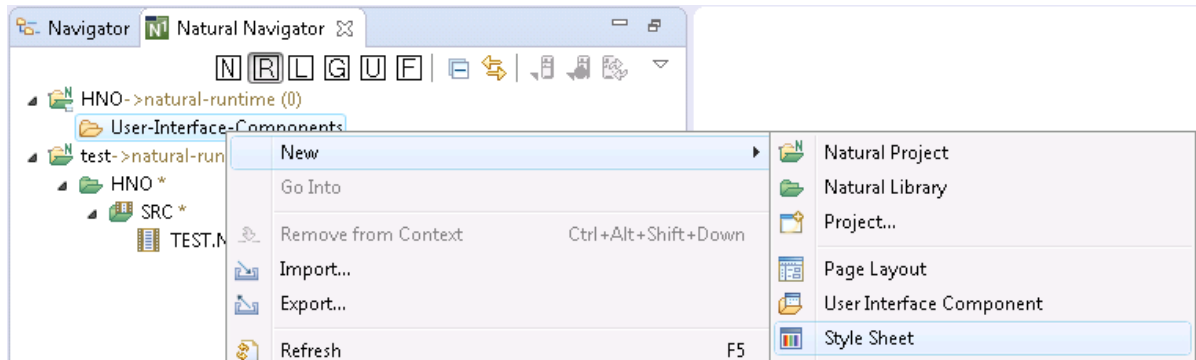 Navigator Natural Navigator
N R L G U F
HNO->natural-runtime (0)
User-Interface-Components
test->natural-run
HNO *
SRC *
TEST.N
New
Go Into
Remove from Context Ctrl+Alt+Shift+Down
Import...
Export...
Refresh F5
Natural Project
Natural Library
Project...
Page Layout
User Interface Component
Style Sheet